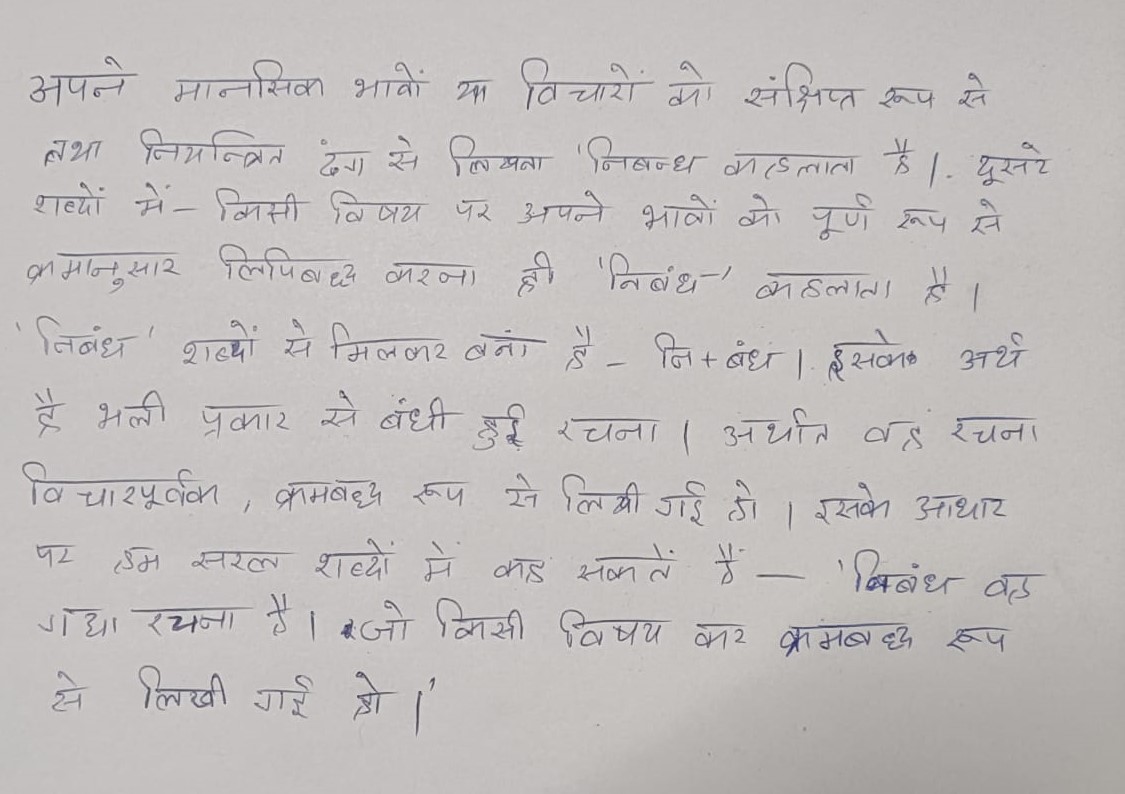 अपने मानसिक भावों या विचारों को संक्षिप्त रूप से
तथा नियन्त्रित ढंग से लिखना 'निबन्ध कहलाता है। दूसरे
शब्दों में - किसी विषय पर अपने भावों को पूर्ण रूप से
क्रमानुसार लिपिबद्ध करना ही 'निबंध' कहलाता है।
'निबंध' शब्दों से मिलकर बना है - नि + बंध। इसके अर्थ
है भली प्रकार से बंधी हुई रचना। अर्थात वह रचना
विचारपूर्वक, क्रमबद्ध रूप से लिखी गई हो। इसके आधार
पर हम सरल शब्दों में कह सकतें हैं — 'निबंध वह
गद्य रचना है। जो किसी विषय कर क्रमबद्ध रूप
से लिखी गई हो।'